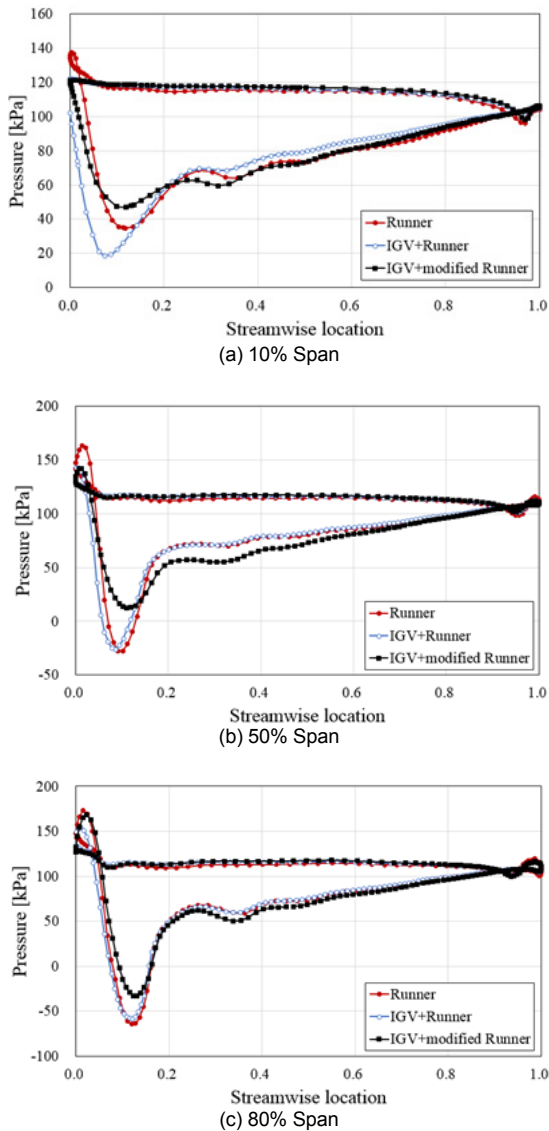 160
140
120
100
80
60
40
20
0
Pressure [kPa]
Runner
IGV+Runner
IGV+modified Runner
0.0 0.2 0.4 0.6 0.8 1.0
Streamwise location
(a) 10% Span
200
150
100
50
0
-50
Pressure [kPa]
Runner
IGV+Runner
IGV+modified Runner
0.0 0.2 0.4 0.6 0.8 1.0
Streamwise location
(b) 50% Span
200
150
100
50
0
-50
-100
Pressure [kPa]
Runner
IGV+Runner
IGV+modified Runner
0.0 0.2 0.4 0.6 0.8 1.0
Streamwise location
(c) 80% Span